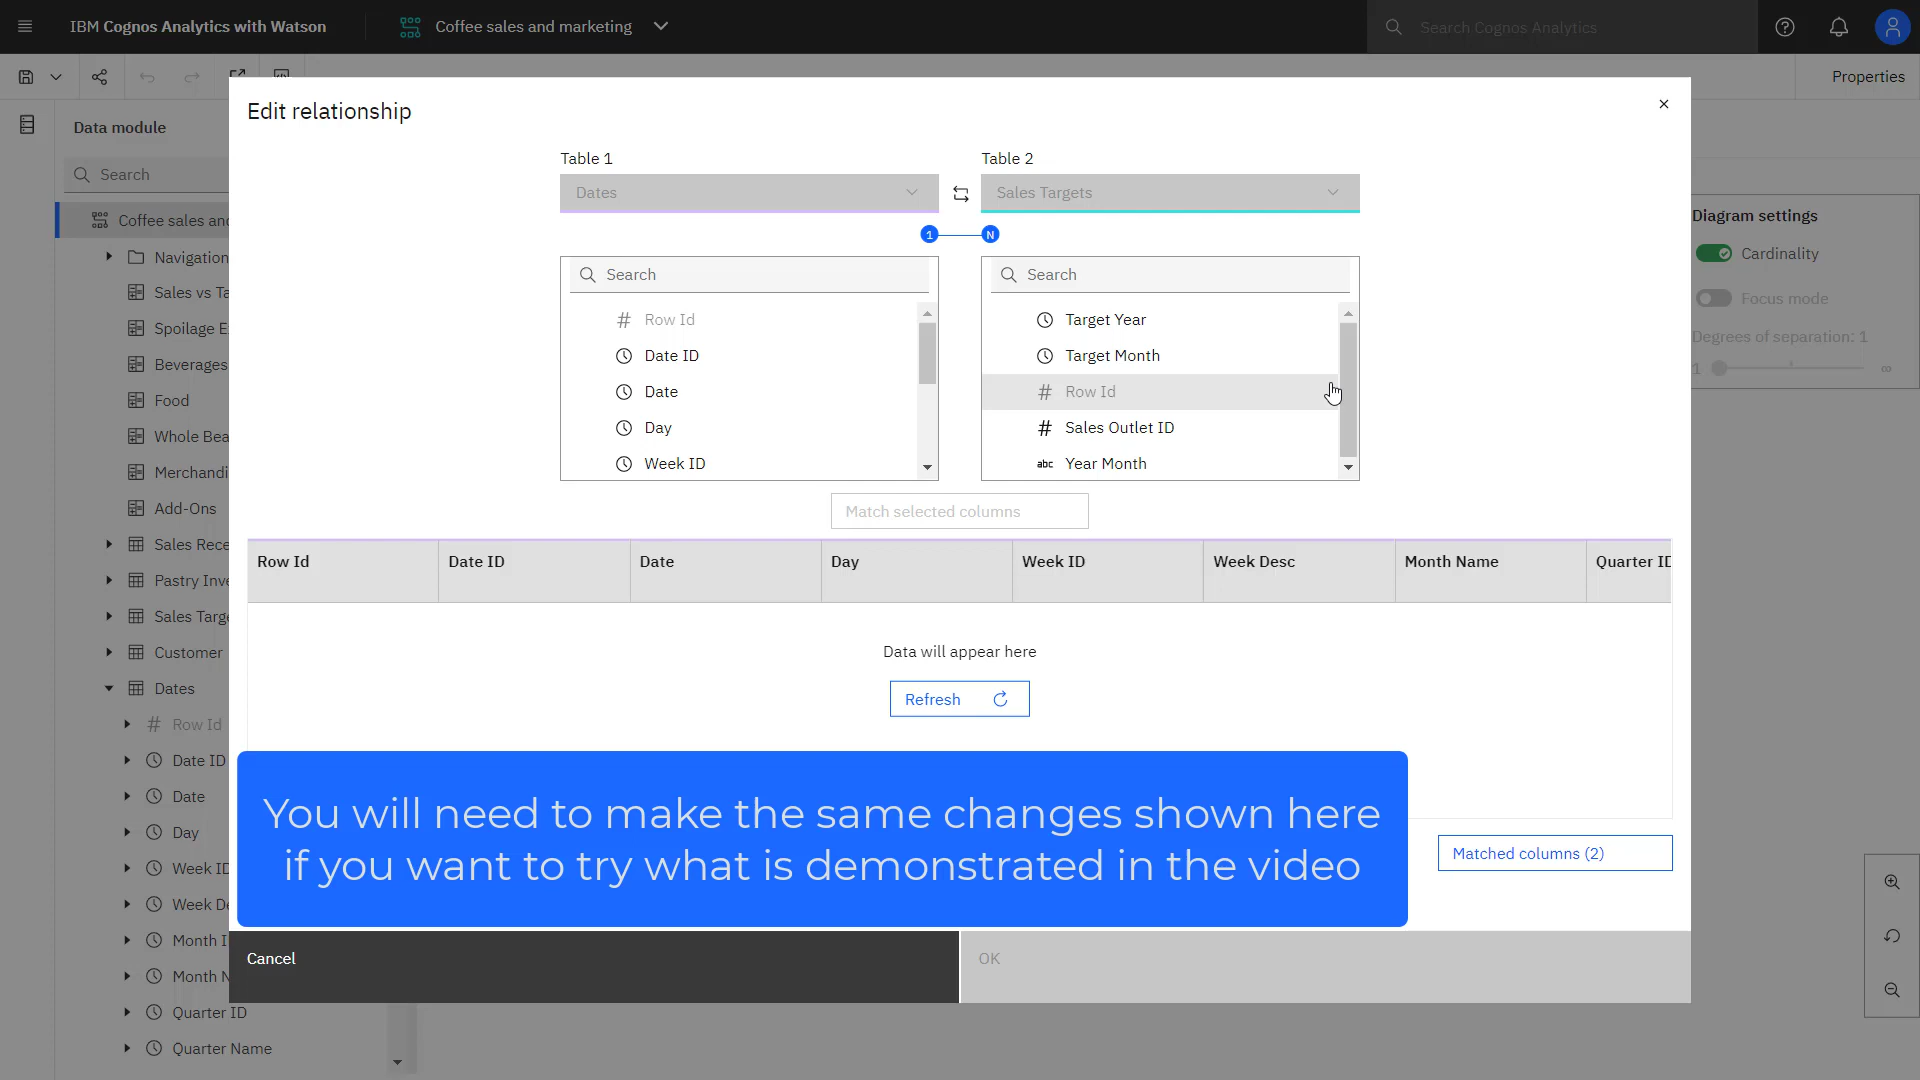 IBM Cognos Analytics with Watson
Coffee sales and marketing
Search Cognos Analytics
Properties
Data module
Search
Coffee sales and
Navigation
Sales vs Ta
Spoilage E
Beverages
Food
Whole Bea
Merchandi
Add-Ons
Sales Rece
Pastry Inve
Sales Targe
Customer
Dates
# Row Id
Date ID
Date
Day
Week ID
Week De
Month I
Month N
Quarter ID
Quarter Name
Edit relationship
Table 1
Dates
Table 2
Sales Targets
1
N
Search
# Row Id
Date ID
Date
Day
Week ID
Search
Target Year
Target Month
# Row Id
# Sales Outlet ID
abc Year Month
Match selected columns
Row Id
Date ID
Date
Day
Week ID
Week Desc
Month Name
Quarter ID
Data will appear here
Refresh
You will need to make the same changes shown here
if you want to try what is demonstrated in the video
Matched columns (2)
Cancel
OK
Diagram settings
Cardinality
Focus mode
Degrees of separation: 1
1
∞